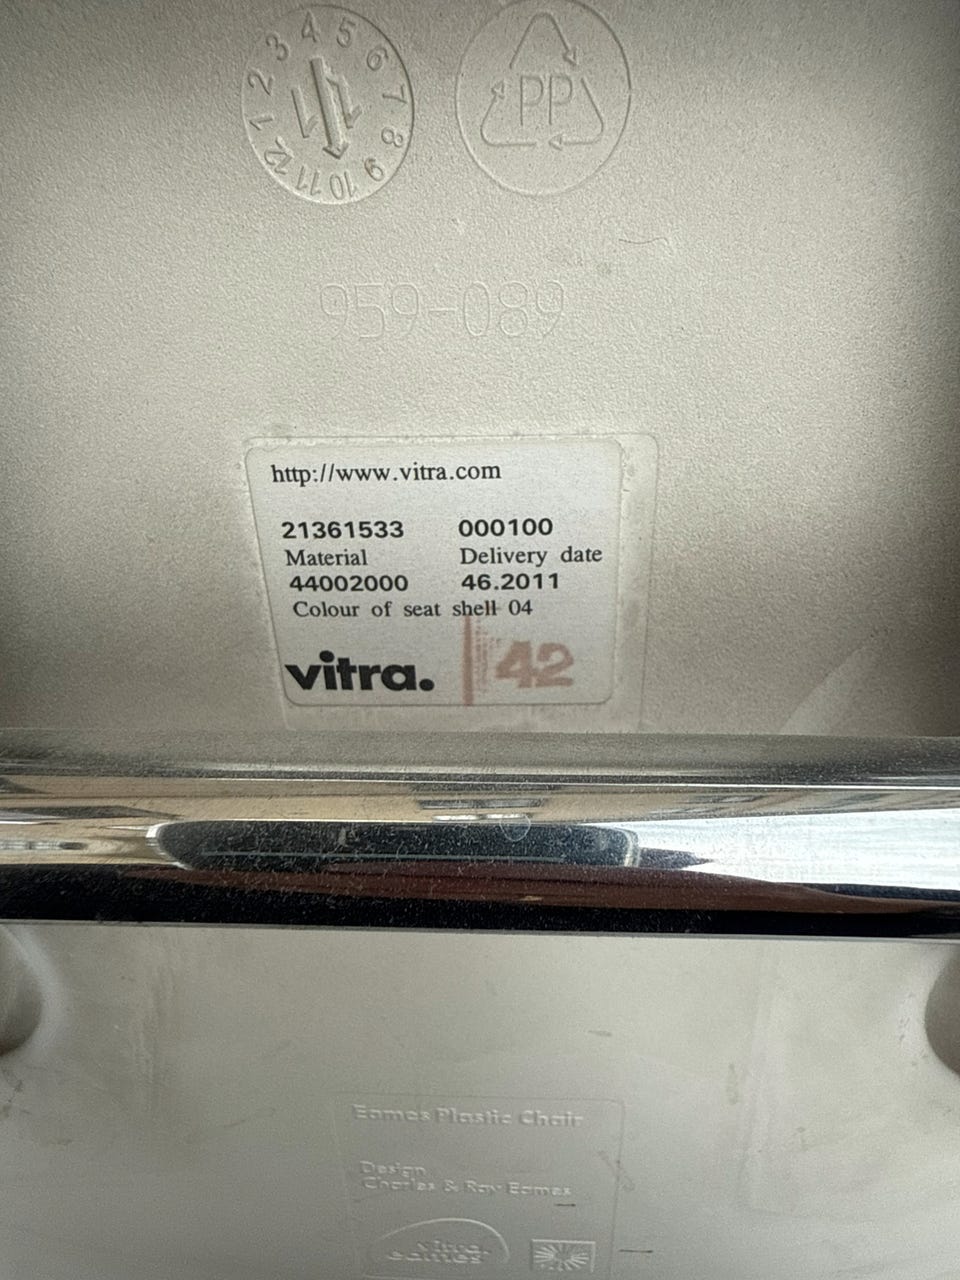 1 2 3 4 5 6 7 8 9 10 11 12
PP
959-089
http://www.vitra.com
21361533 000100
Material Delivery date
44002000 46.2011
Colour of seat shell 04
vitra. 42
Eames Plastic Chair
Design
Charles & Ray Eames
vitra.
eames